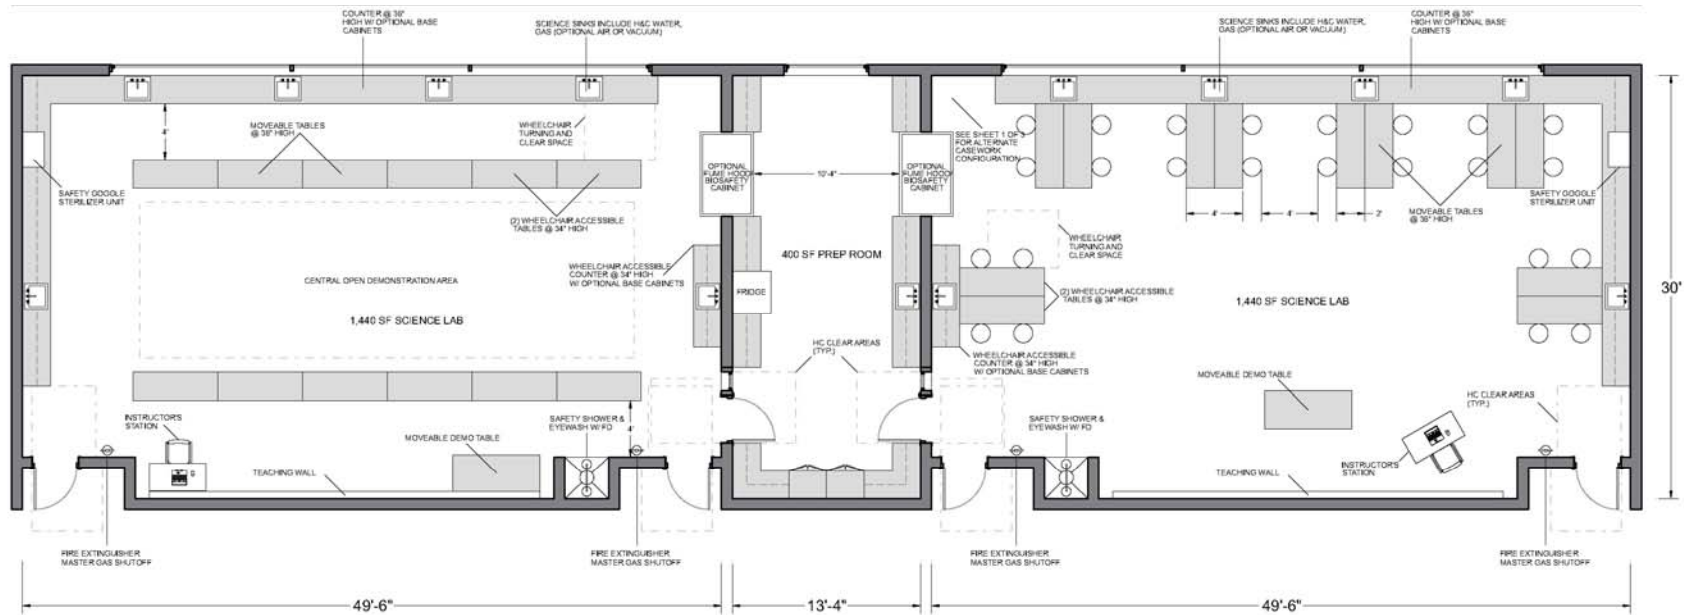 COUNTER @ 36"
HIGH W/ OPTIONAL BASE
CABINETS
SCIENCE SINKS INCLUDE H&C WATER,
GAS (OPTIONAL AIR OR VACUUM)
SCIENCE SINKS INCLUDE H&C WATER,
GAS (OPTIONAL AIR OR VACUUM)
COUNTER @ 36"
HIGH W/ OPTIONAL BASE
CABINETS
4'
MOVEABLE TABLES
@ 36" HIGH
WHEELCHAIR
TURNING AND
CLEAR SPACE
SAFETY GOGGLE
STERILIZER UNIT
(2) WHEELCHAIR ACCESSIBLE
TABLES @ 34" HIGH
CENTRAL OPEN DEMONSTRATION AREA
1,440 SF SCIENCE LAB
WHEELCHAIR ACCESSIBLE
COUNTER @ 34" HIGH
W/ OPTIONAL BASE CABINETS
INSTRUCTOR'S
STATION
MOVEABLE DEMO TABLE
TEACHING WALL
SAFETY SHOWER &
EYEWASH W/ FD
4'
OPTIONAL
FUME HOOD/
BIOSAFETY
CABINET
10'-4"
OPTIONAL
FUME HOOD/
BIOSAFETY
CABINET
400 SF PREP ROOM
FRIDGE
HC CLEAR AREAS
(TYP.)
SEE SHEET 1 OF 3
FOR ALTERNATE
CASEWORK
CONFIGURATION
4'
4'
2'
MOVEABLE TABLES
@ 36" HIGH
SAFETY GOGGLE
STERILIZER UNIT
WHEELCHAIR
TURNING AND
CLEAR SPACE
(2) WHEELCHAIR ACCESSIBLE
TABLES @ 34" HIGH
1,440 SF SCIENCE LAB
30'
WHEELCHAIR ACCESSIBLE
COUNTER @ 34" HIGH
W/ OPTIONAL BASE CABINETS
MOVEABLE DEMO TABLE
HC CLEAR AREAS
(TYP.)
SAFETY SHOWER &
EYEWASH W/ FD
INSTRUCTOR'S
STATION
TEACHING WALL
FIRE EXTINGUISHER
MASTER GAS SHUTOFF
FIRE EXTINGUISHER
MASTER GAS SHUTOFF
FIRE EXTINGUISHER
MASTER GAS SHUTOFF
FIRE EXTINGUISHER
MASTER GAS SHUTOFF
49'-6"
13'-4"
49'-6"